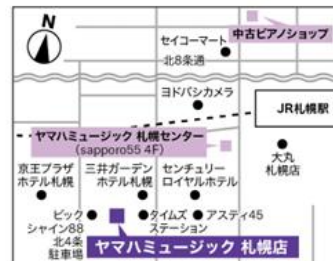 N
中古ピアノショップ
セイコーマート
北8条通
ヨドバシカメラ
JR札幌駅
ヤマハミュージック 札幌センター
(sapporo55 4F)
大丸
札幌店
京王プラザ
ホテル札幌
三井ガーデン
ホテル札幌
センチュリー
ロイヤルホテル
ビック
シャイン88
北4条
駐車場
タイムズ
ステーション
アスティ45
ヤマハミュージック 札幌店